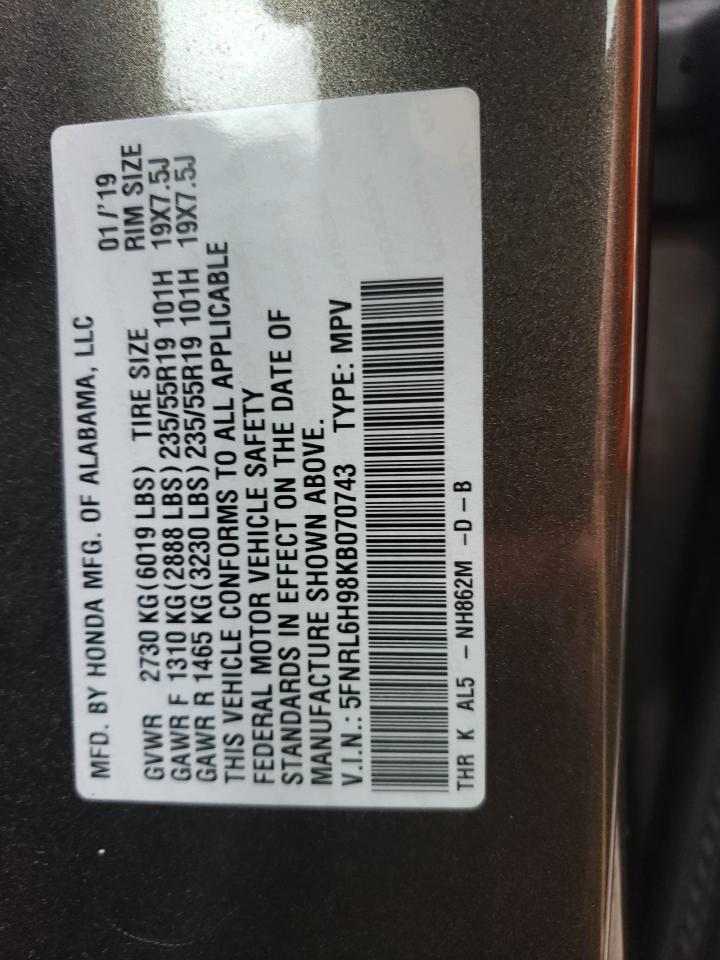 MFD. BY HONDA MFG. OF ALABAMA, LLC 01/'19
GVWR 2730 KG (6019 LBS) TIRE SIZE RIM SIZE
GAWR F 1310 KG (2888 LBS) 235/55R19 101H 19X7.5J
GAWR R 1465 KG (3230 LBS) 235/55R19 101H 19X7.5J
THIS VEHICLE CONFORMS TO ALL APPLICABLE
FEDERAL MOTOR VEHICLE SAFETY
STANDARDS IN EFFECT ON THE DATE OF
MANUFACTURE SHOWN ABOVE.
V.I.N.: 5FNRL6H98KB070743 TYPE: MPV
THR K AL5 - NH862M -D-B